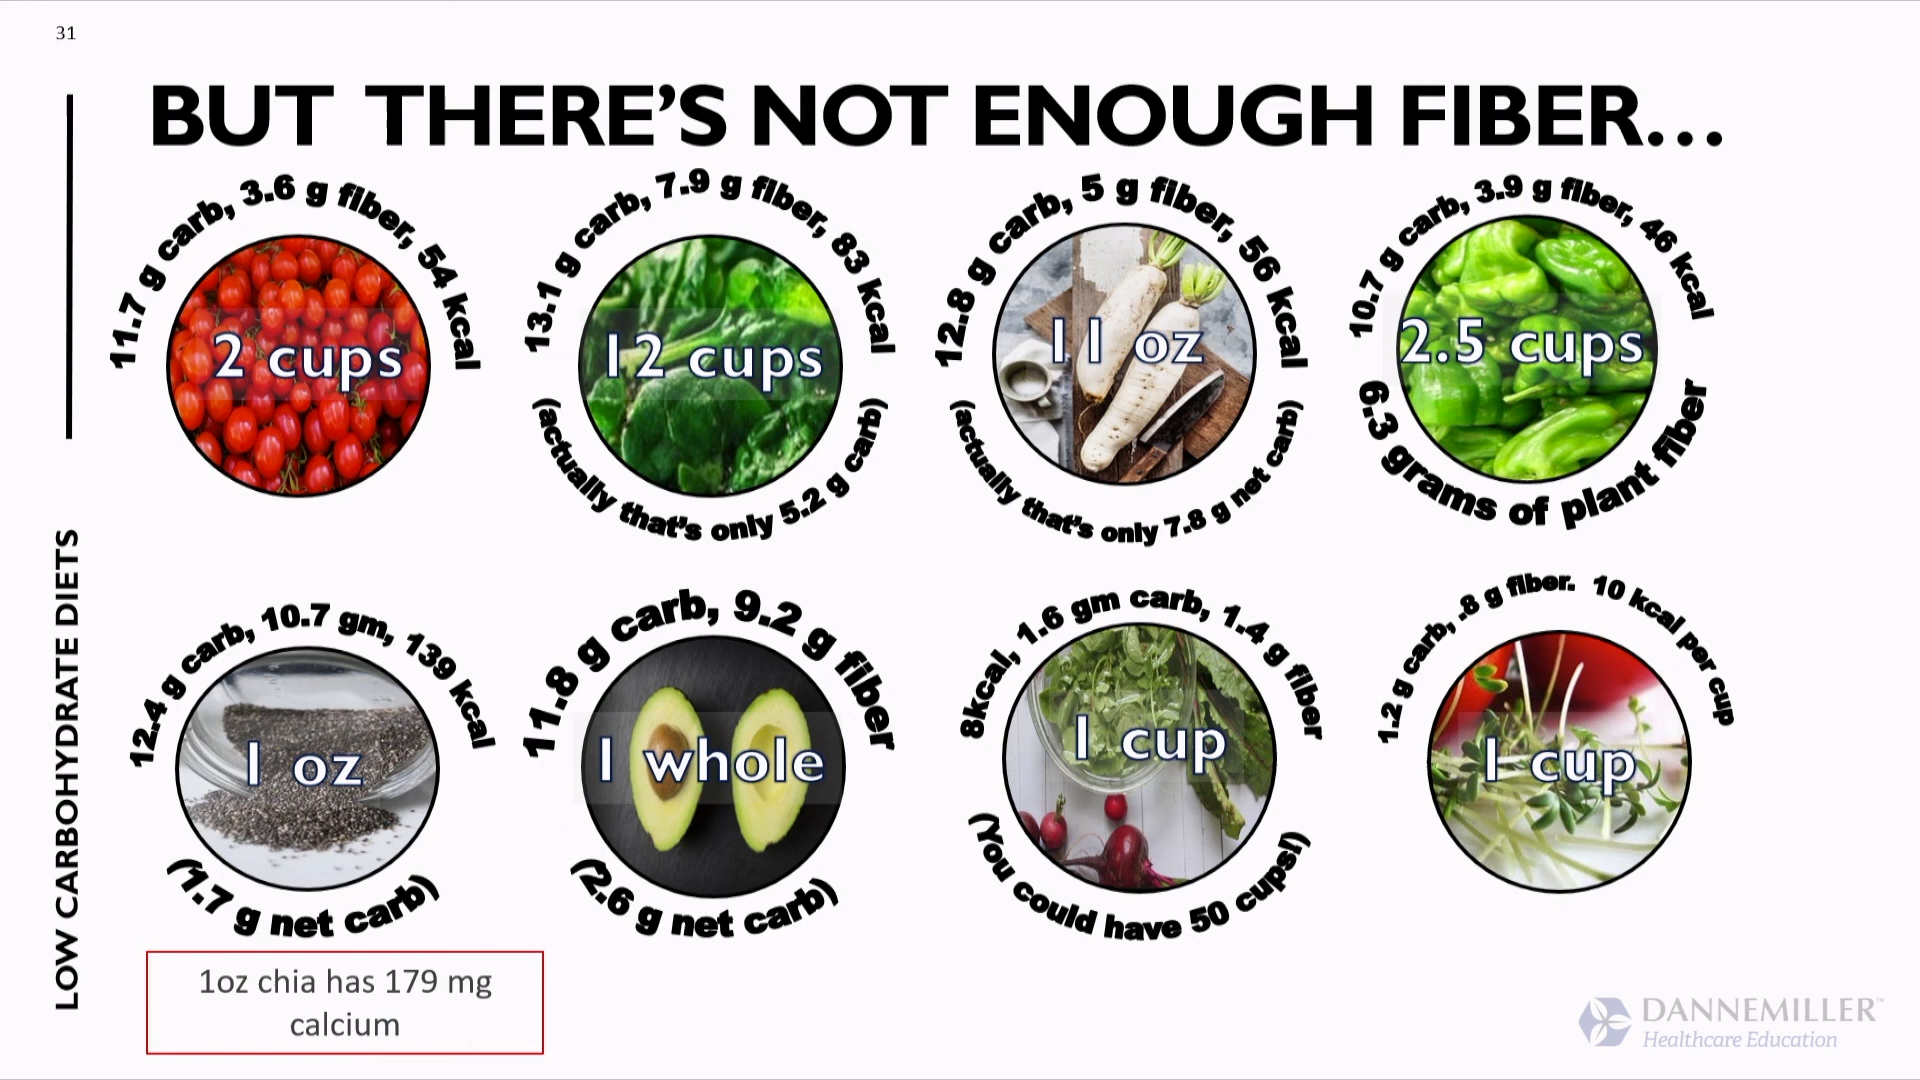 31
BUT THERE'S NOT ENOUGH FIBER...
LOW CARBOHYDRATE DIETS
11.7 g carb, 3.6 g fiber, 54 kcal
2 cups
13.1 g carb, 7.9 g fiber, 83 kcal
12 cups
(actually that's only 5.2 g carb)
12.8 g carb, 5 g fiber, 56 kcal
11 oz
(actually that's only 7.8 g net carb)
10.7 g carb, 3.9 g fiber, 46 kcal
2.5 cups
6.3 grams of plant fiber
12.4 g carb, 10.7 gm, 139 kcal
1 oz
(1.7 g net carb)
11.8 g carb, 9.2 g fiber
1 whole
(2.6 g net carb)
8kcal, 1.6 gm carb, 1.4 g fiber
1 cup
(You could have 50 cups!)
1.2 g carb, .8 g fiber. 10 kcal per cup
1 cup
1oz chia has 179 mg
calcium
DANNEMILLER™
Healthcare Education